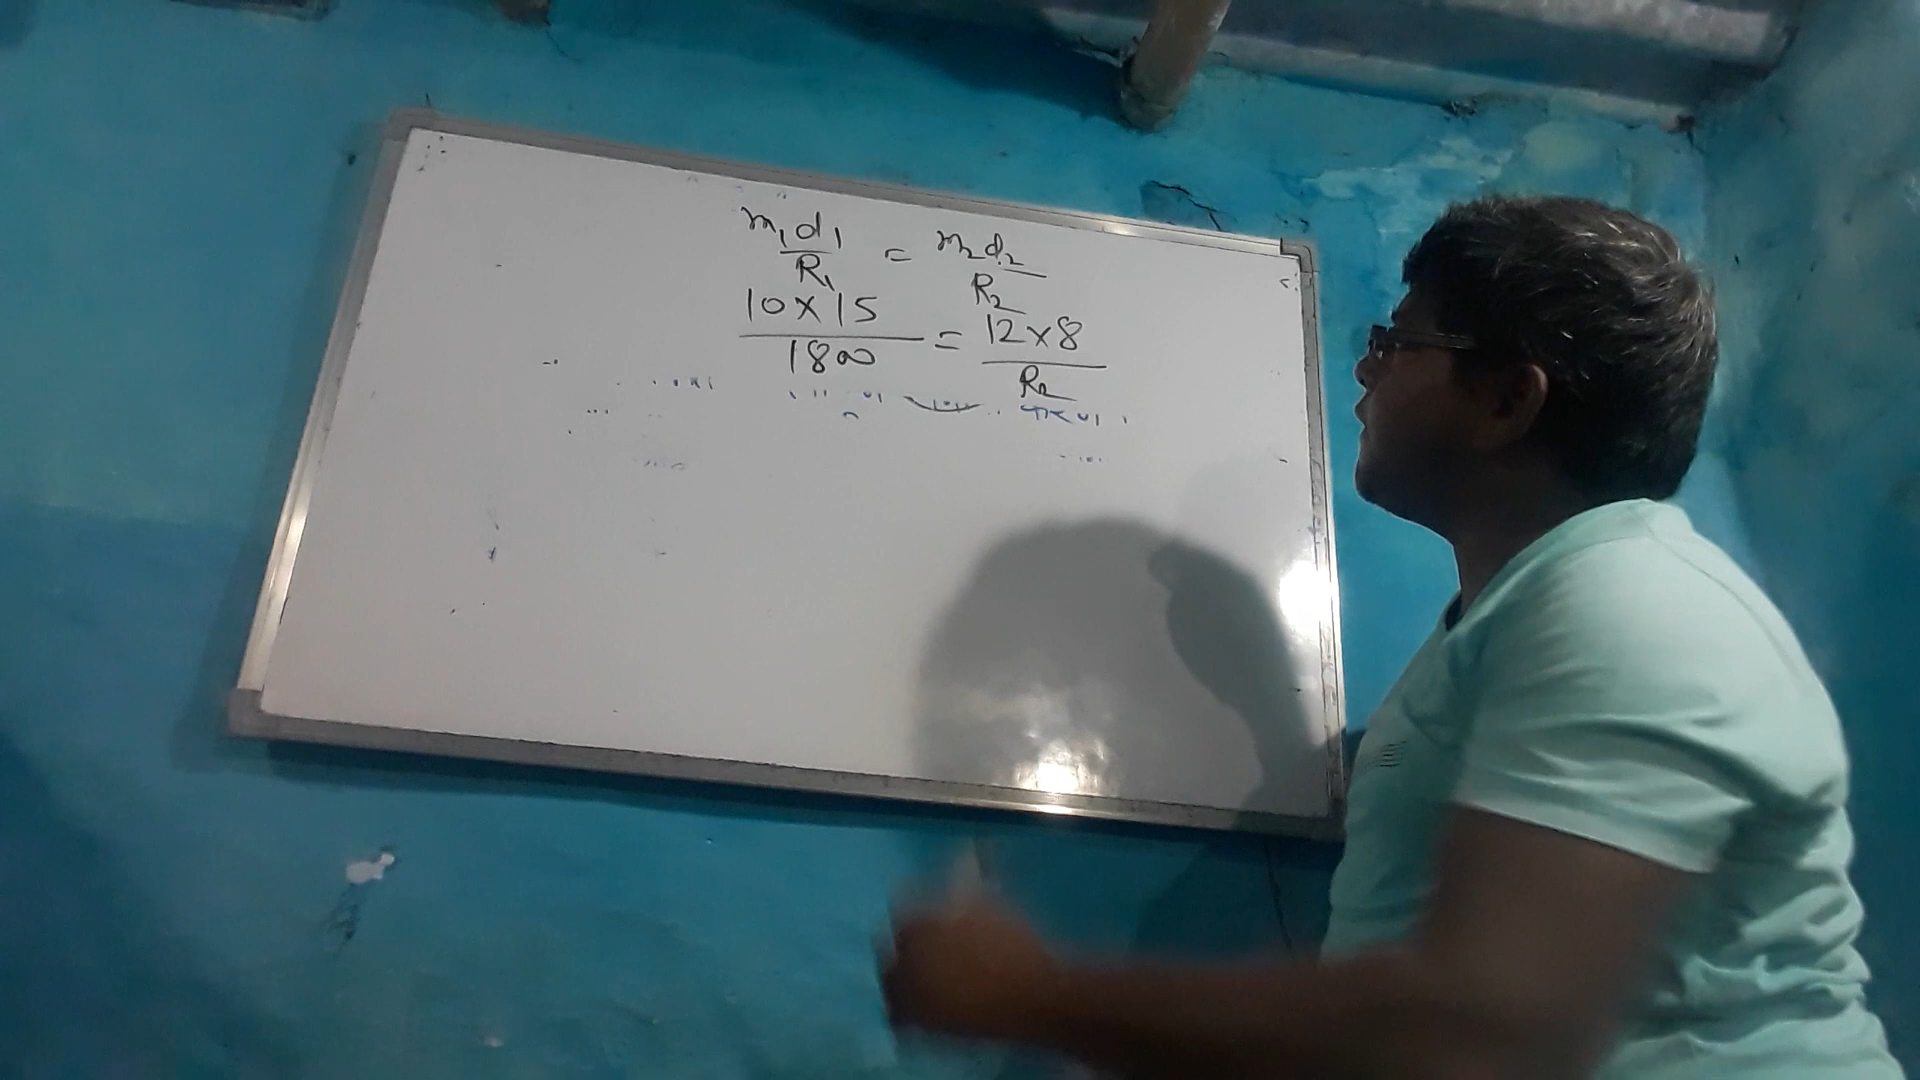 m₁d₁/R₁ = m₂d₂/R₂
10×15/1800 = 12×8/R₂